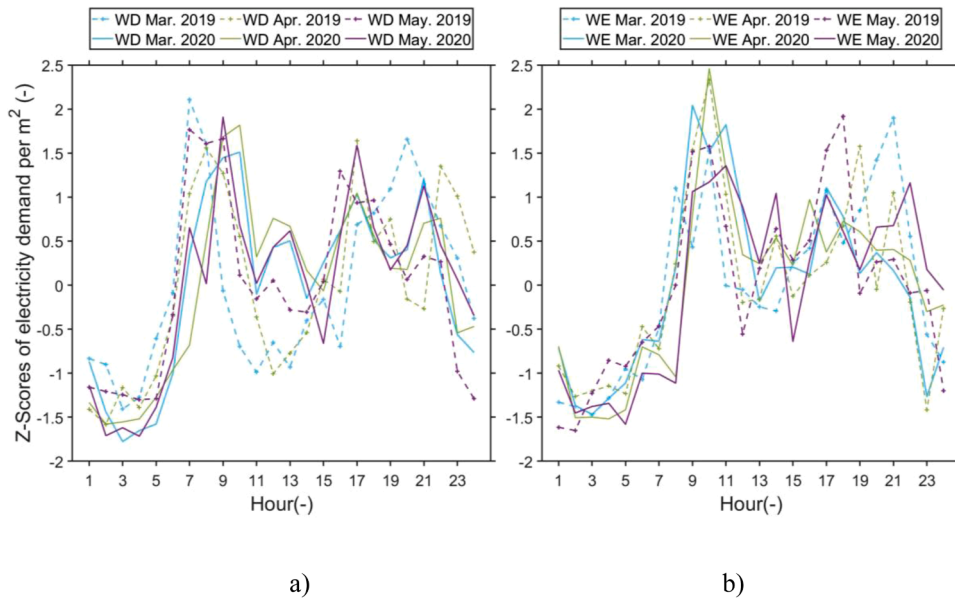 WD Mar. 2019 WD Apr. 2019 WD May. 2019
WD Mar. 2020 WD Apr. 2020 WD May. 2020
WE Mar. 2019 WE Apr. 2019 WE May. 2019
WE Mar. 2020 WE Apr. 2020 WE May. 2020
Z-Scores of electricity demand per m² (-)
2.5
2
1.5
1
0.5
0
-0.5
-1
-1.5
-2
1 3 5 7 9 11 13 15 17 19 21 23
Hour(-)
2.5
2
1.5
1
0.5
0
-0.5
-1
-1.5
-2
1 3 5 7 9 11 13 15 17 19 21 23
Hour(-)
a)
b)